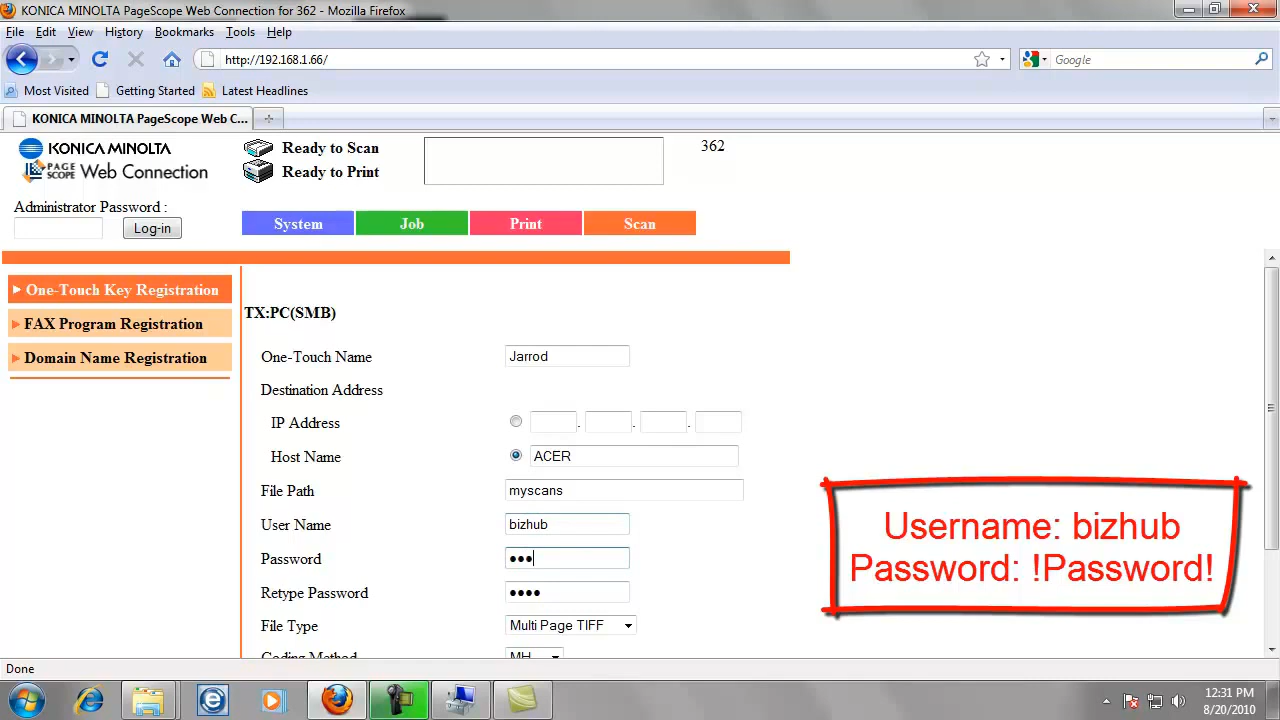 KONICA MINOLTA PageScope Web Connection for 362 - Mozilla Firefox
File Edit View History Bookmarks Tools Help
http://192.168.1.66/
Google
Most Visited Getting Started Latest Headlines
KONICA MINOLTA PageScope Web C...
KONICA MINOLTA
PAGE SCOPE Web Connection
Ready to Scan
Ready to Print
362
Administrator Password :
Log-in
System Job Print Scan
One-Touch Key Registration
FAX Program Registration
Domain Name Registration
TX:PC(SMB)
One-Touch Name Jarrod
Destination Address
IP Address . . .
Host Name ACER
File Path myscans
User Name bizhub
Password •••
Retype Password ••••
File Type Multi Page TIFF
Coding Method MH
Username: bizhub
Password: !Password!
Done
12:31 PM
8/20/2010